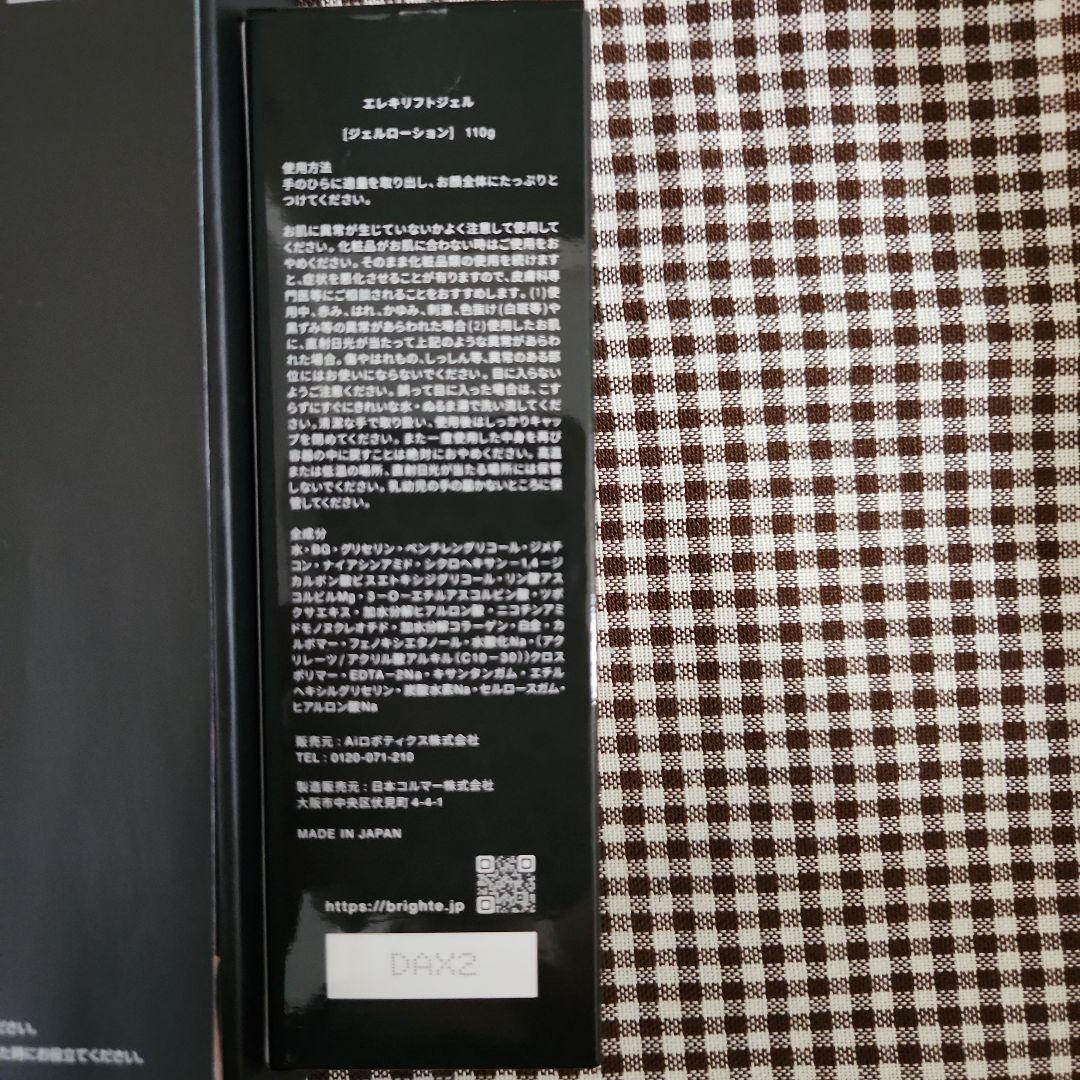 エレキリフトジェル
[ジェルローション] 110g
使用方法
手のひらに適量を取り出し、お顔全体にたっぷりと
つけてください。
お肌に異常が生じていないかよく注意して使用して
ください。化粧品がお肌に合わない時はご使用をお
やめください。そのまま化粧品類の使用を続けます
と、症状を悪化させることが有りますので、皮膚科専
門医等にご相談されることをおすすめします。(1)使
用中、赤み、はれ、かゆみ、刺激、色抜け(白斑等)や
黒ずみ等の異常があらわれた場合(2)使用したお肌
に、直射日光が当たって上記のような異常があらわ
れた場合。傷やはれもの、しっしん等、異常のある部
位にはお使いにならないでください。目に入らない
ようご注意ください。誤って目に入った場合は、こす
らずにすぐにきれいな水・ぬるま湯で洗い流してくだ
さい。清潔な手で取り扱い、使用後はしっかりキャッ
プを閉めてください。また一度使用した中身を再び
容器の中に戻すことは絶対におやめください。高温
または低温の場所、直射日光が当たる場所には保管
しないでください。乳幼児の手の届かないところに保
管してください。
全成分
水・BG・グリセリン・ペンチレングリコール・ジメチ
コン・ナイアシンアミド・シクロヘキサン－1,4－ジ
カルボン酸ビスエトキシジグリコール・リン酸アス
コルビルMg・3－O－エチルアスコルビン酸・ツボ
クサエキス・加水分解ヒアルロン酸・ニコチンアミ
ドモノヌクレオチド・加水分解コラーゲン・白金・カ
ルボマー・フェノキシエタノール・水酸化Na・(アク
リレーツ/アクリル酸アルキル(C10－30))クロス
ポリマー・EDTA－2Na・キサンタンガム・エチル
ヘキシルグリセリン・炭酸水素Na・セルロースガム・
ヒアルロン酸Na
販売元：AIロボティクス株式会社
TEL：0120-071-210
製造販売元：日本コルマー株式会社
大阪市中央区伏見町 4-4-1
MADE IN JAPAN
https://brighte.jp
DAX2
ださい。
た時にお役立てください。